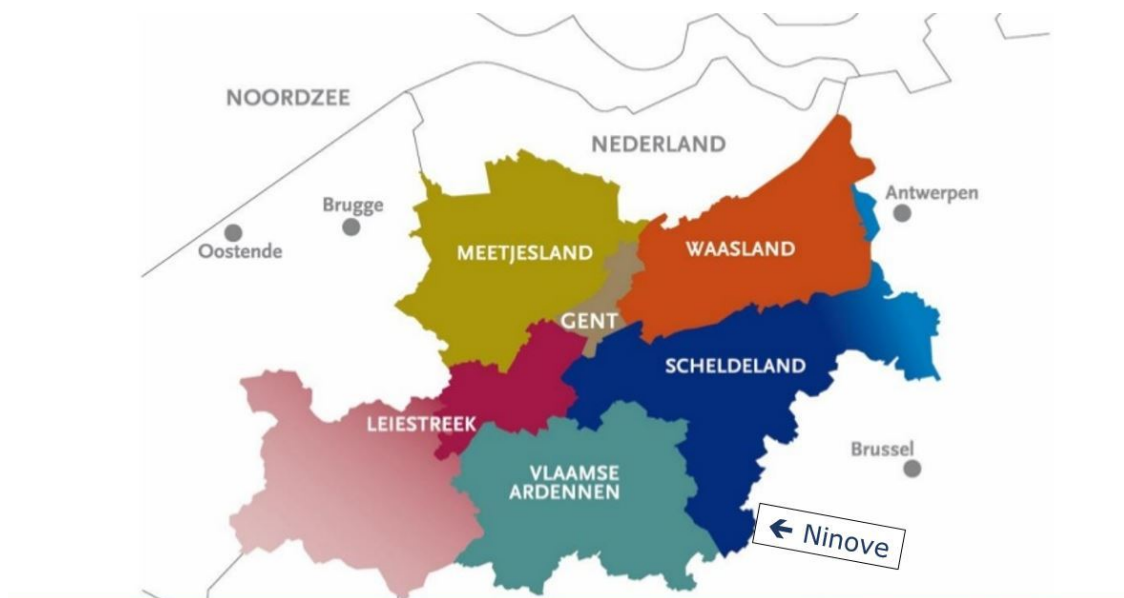 NOORDZEE
NEDERLAND
Antwerpen
Brugge
Oostende
MEETJESLAND
WAASLAND
GENT
SCHELDELAND
LEIESTREEK
Brussel
VLAAMSE
ARDENNEN
← Ninove